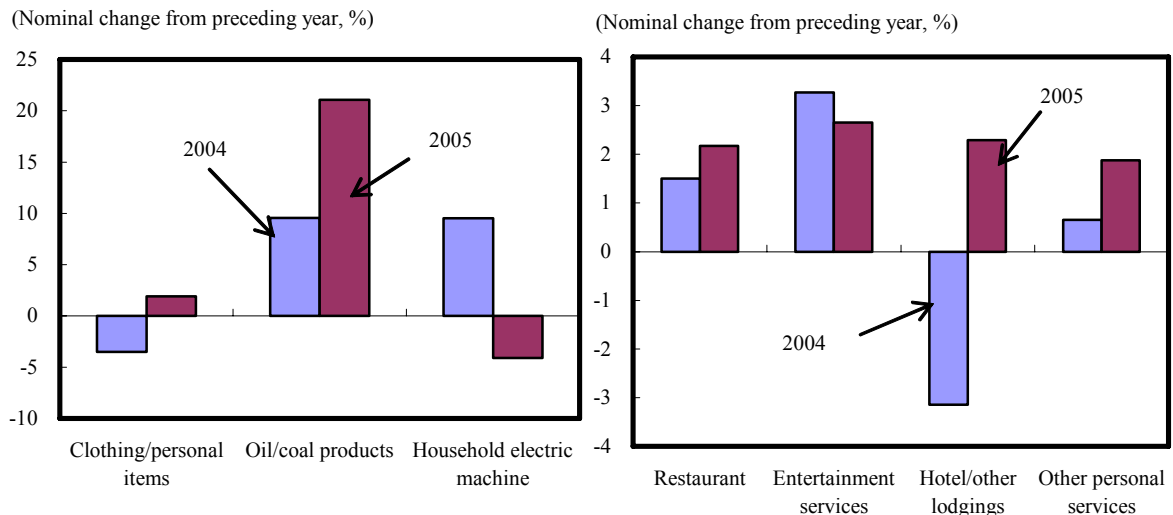 (Nominal change from preceding year, %)
25
20
15
10
5
0
-5
-10
2004
2005
Clothing/personal
items
Oil/coal products
Household electric
machine
(Nominal change from preceding year, %)
4
3
2
1
0
-1
-2
-3
-4
2005
2004
Restaurant
Entertainment
services
Hotel/other
lodgings
Other personal
services